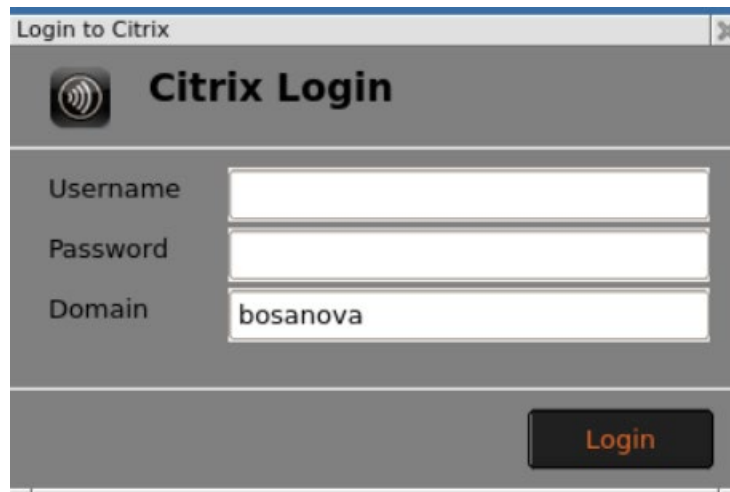 Login to Citrix
Citrix Login
Username
Password
Domain
bosanova
Login